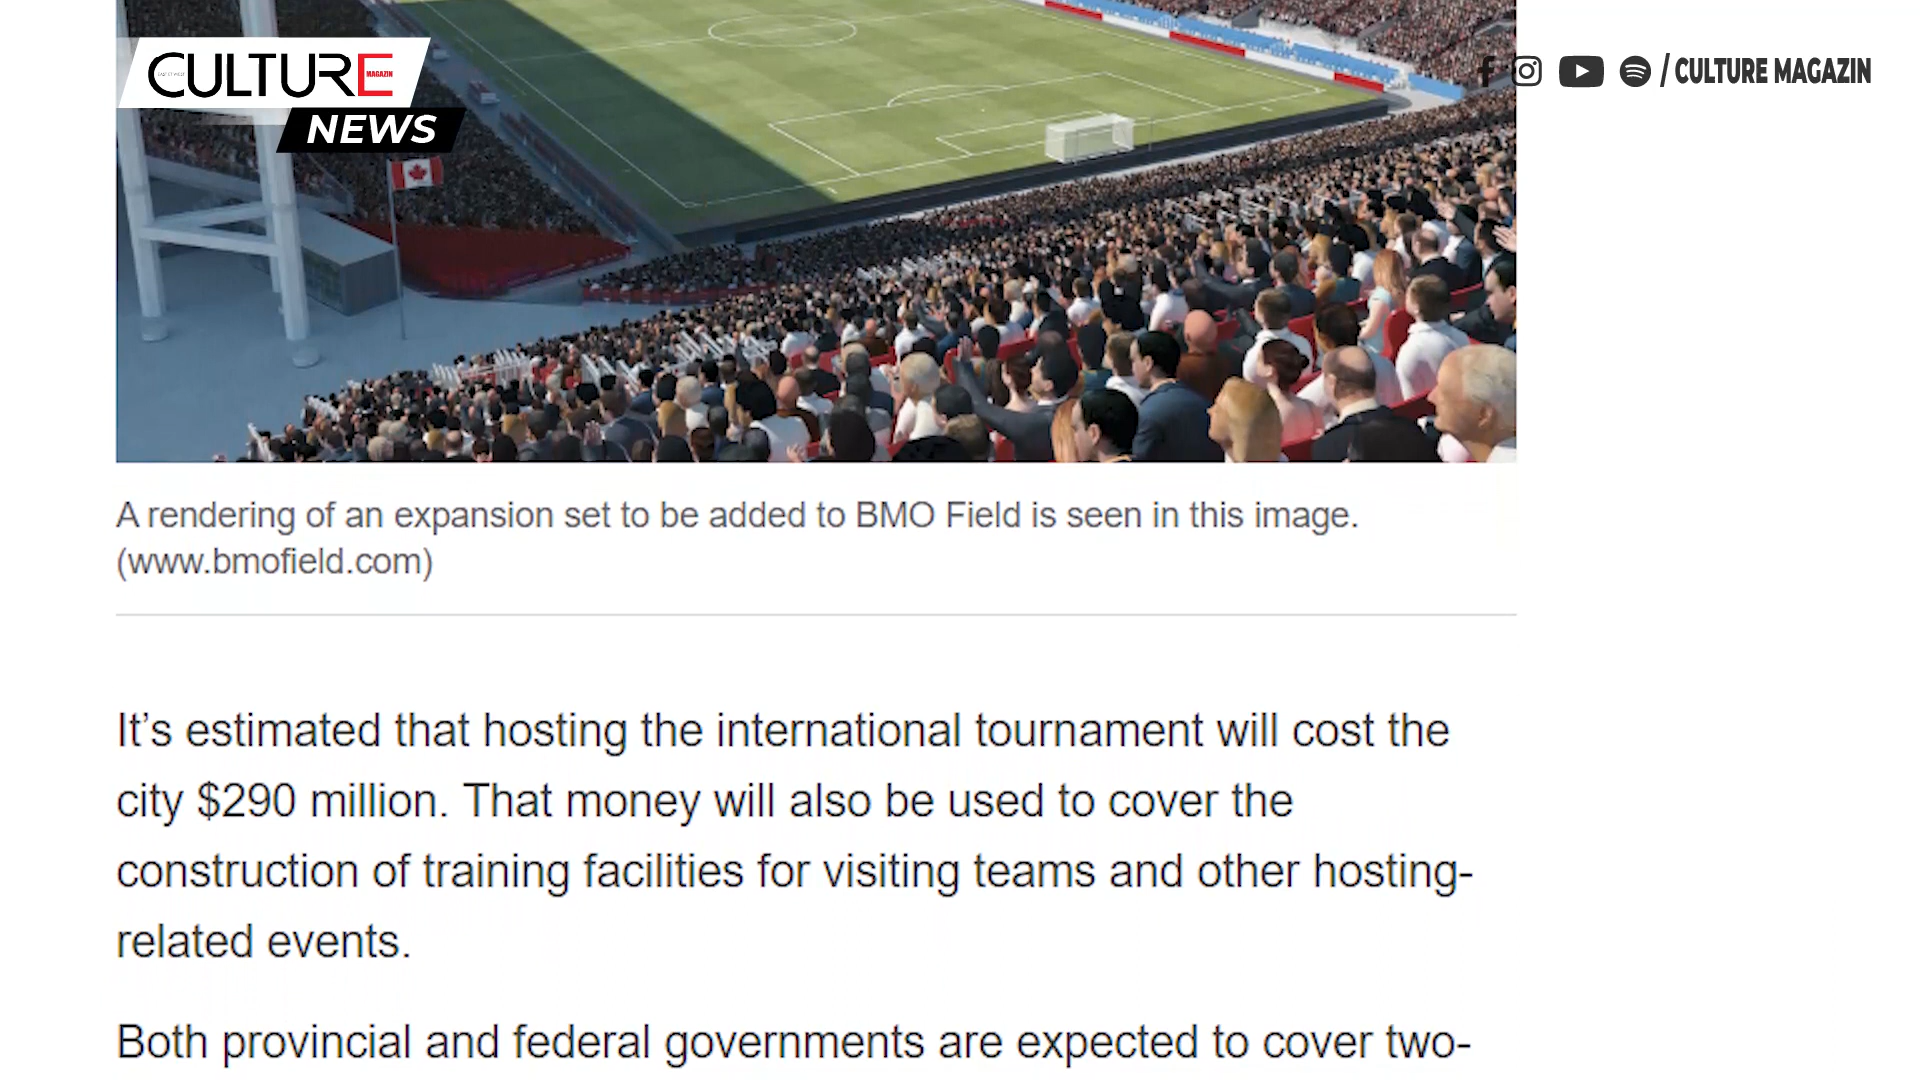 CULTURE
MAGAZIN
NEWS
/ CULTURE MAGAZIN
A rendering of an expansion set to be added to BMO Field is seen in this image.
(www.bmofield.com)
It’s estimated that hosting the international tournament will cost the
city $290 million. That money will also be used to cover the
construction of training facilities for visiting teams and other hosting-
related events.
Both provincial and federal governments are expected to cover two-